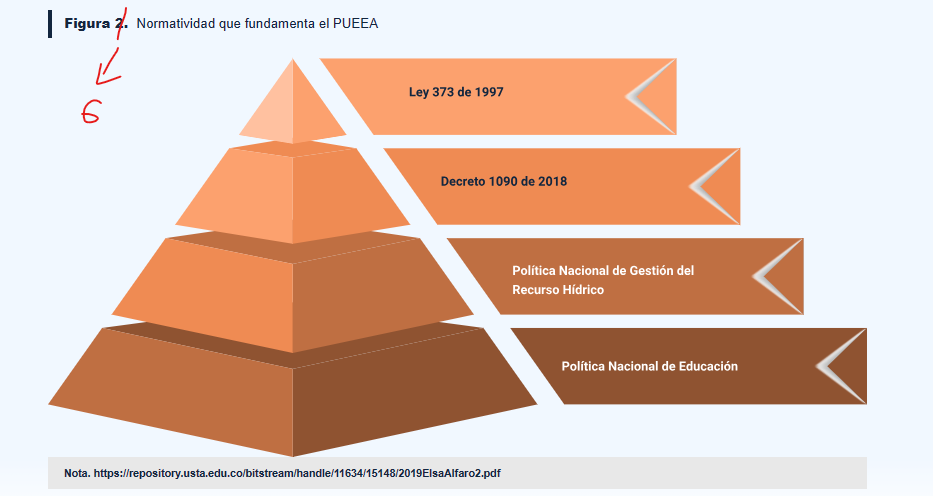 Figura 2. Normatividad que fundamenta el PUEEA
6
Ley 373 de 1997
Decreto 1090 de 2018
Política Nacional de Gestión del
Recurso Hídrico
Política Nacional de Educación
Nota. https://repository.usta.edu.co/bitstream/handle/11634/15148/2019ElsaAlfaro2.pdf